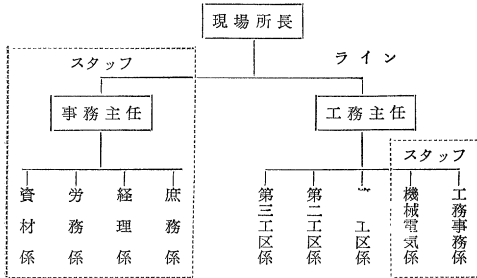 現場所長
スタッフ
ライン
事務主任
工務主任
スタッフ
資材係
労務係
経理係
庶務係
第三工区係
第二工区係
工区係
機械電気係
工務事務係